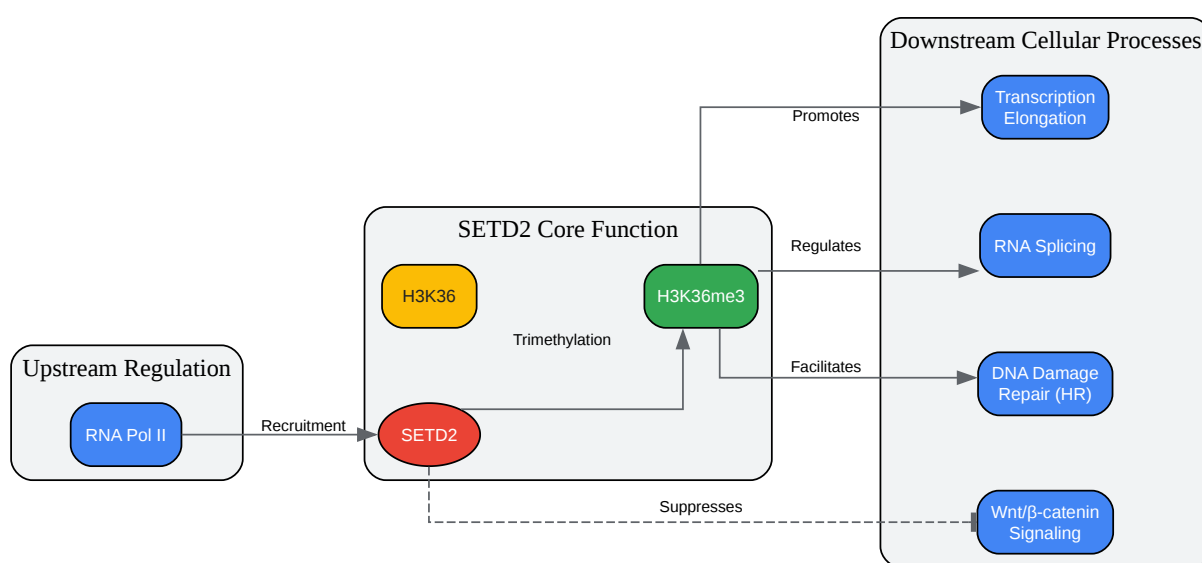 Downstream Cellular Processes
Transcription
Elongation
Promotes
SETD2 Core Function
Regulates
RNA Splicing
H3K36
H3K36me3
Trimethylation
Upstream Regulation
Facilitates
DNA Damage
Repair (HR)
RNA Pol II
Recruitment
SETD2
Suppresses
Wnt/β-catenin
Signaling